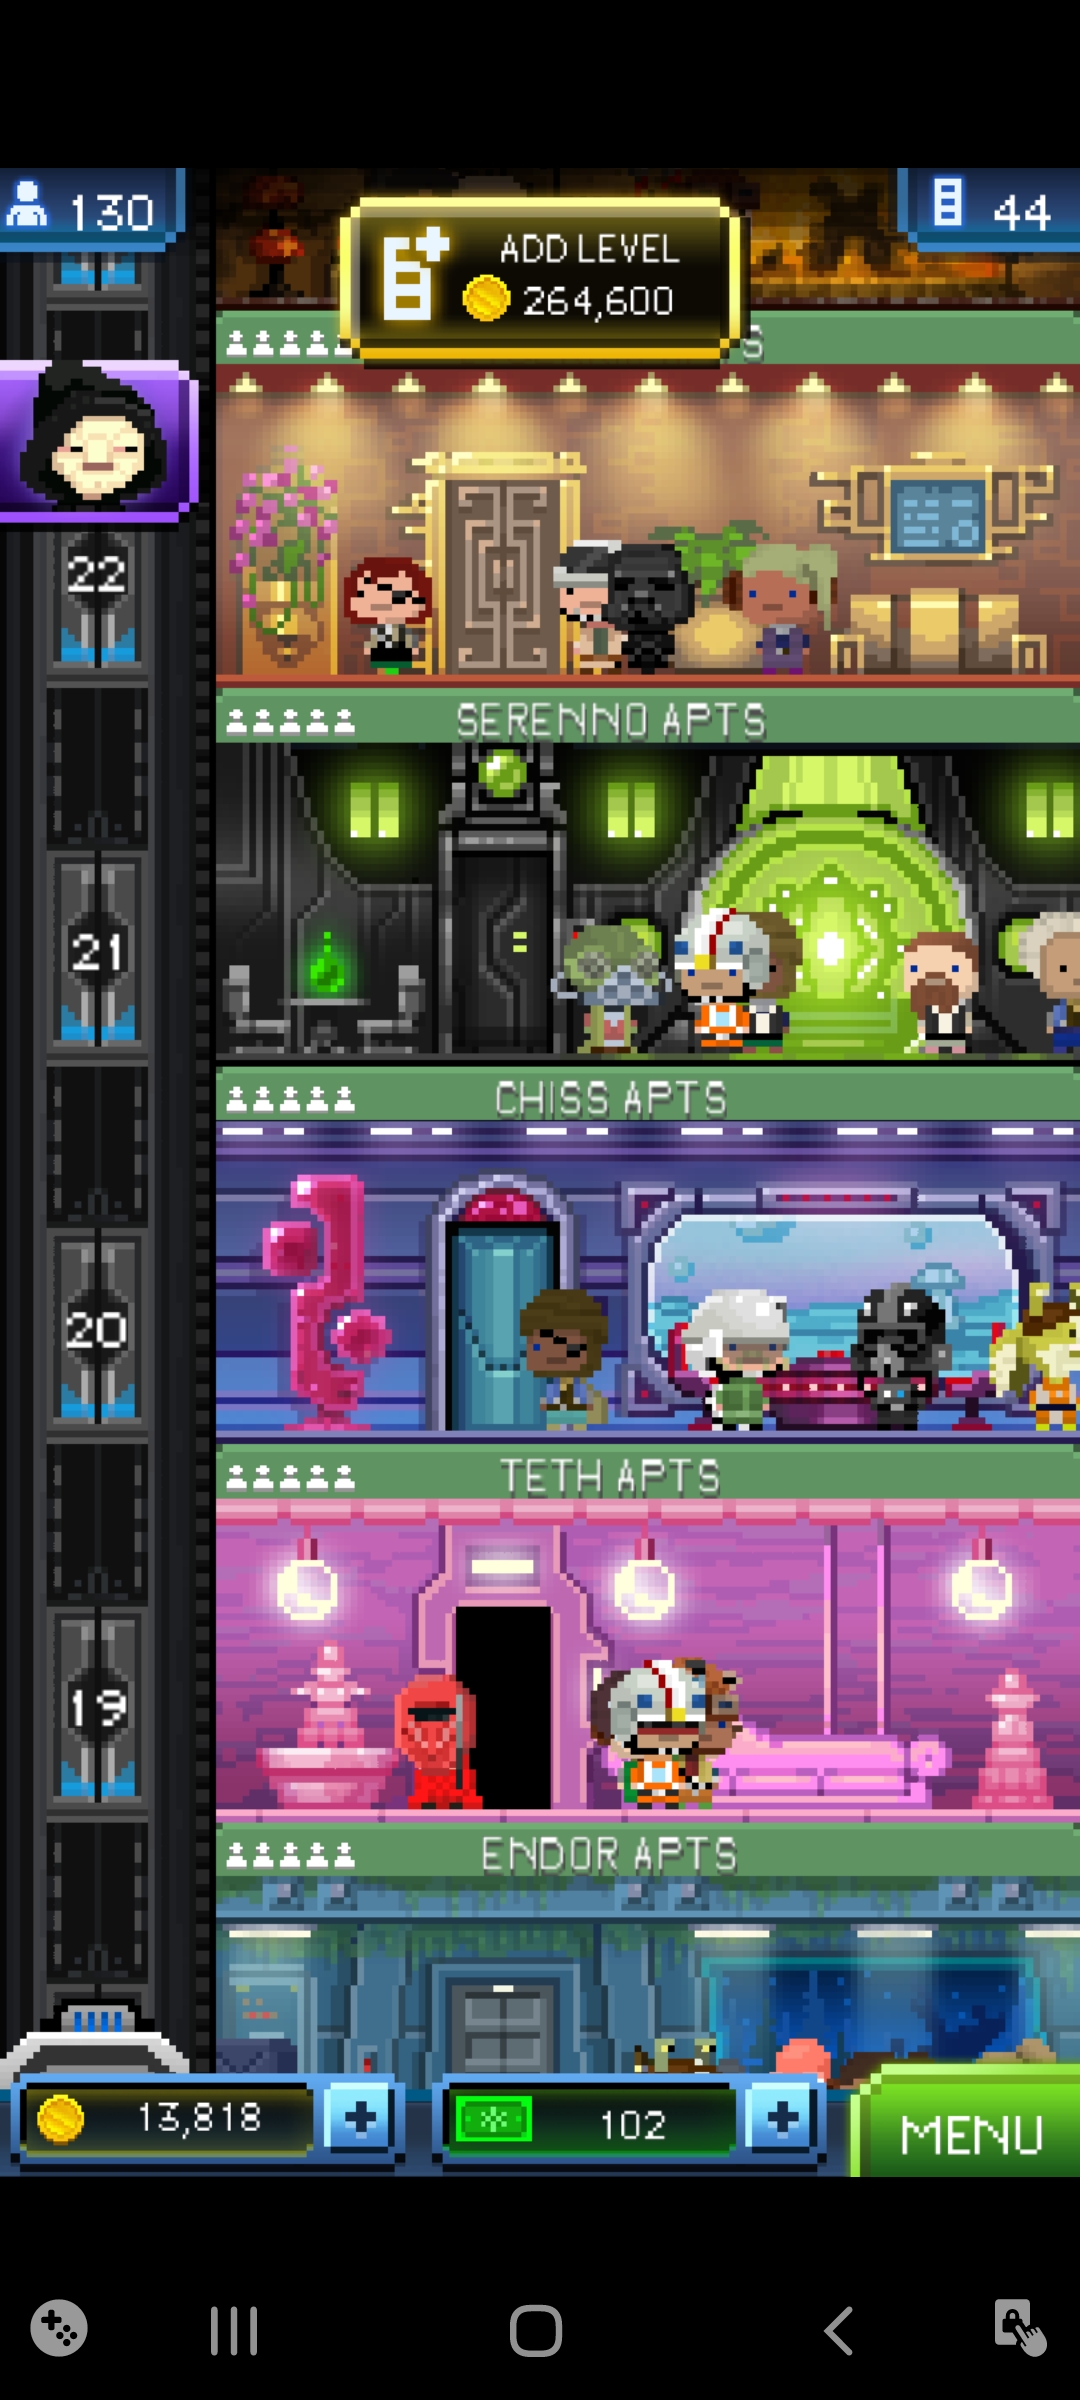 130
44
ADD LEVEL
264,600
S
22
SERENNO APTS
21
CHISS APTS
20
TETH APTS
19
ENDOR APTS
13,818
102
MENU